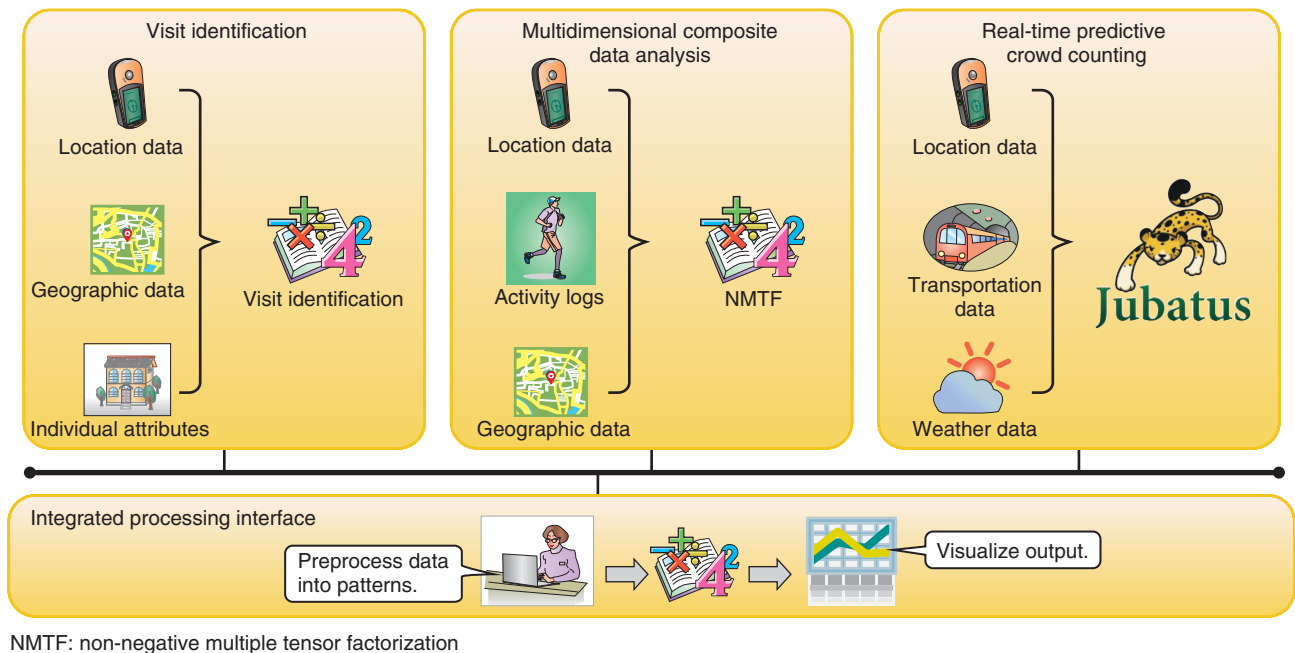 Visit identification
Location data
Geographic data
Individual attributes
Visit identification
Multidimensional composite
data analysis
Location data
Activity logs
Geographic data
NMTF
Real-time predictive
crowd counting
Location data
Transportation
data
Weather data
Jubatus
Integrated processing interface
Preprocess data
into patterns.
Visualize output.
NMTF: non-negative multiple tensor factorization